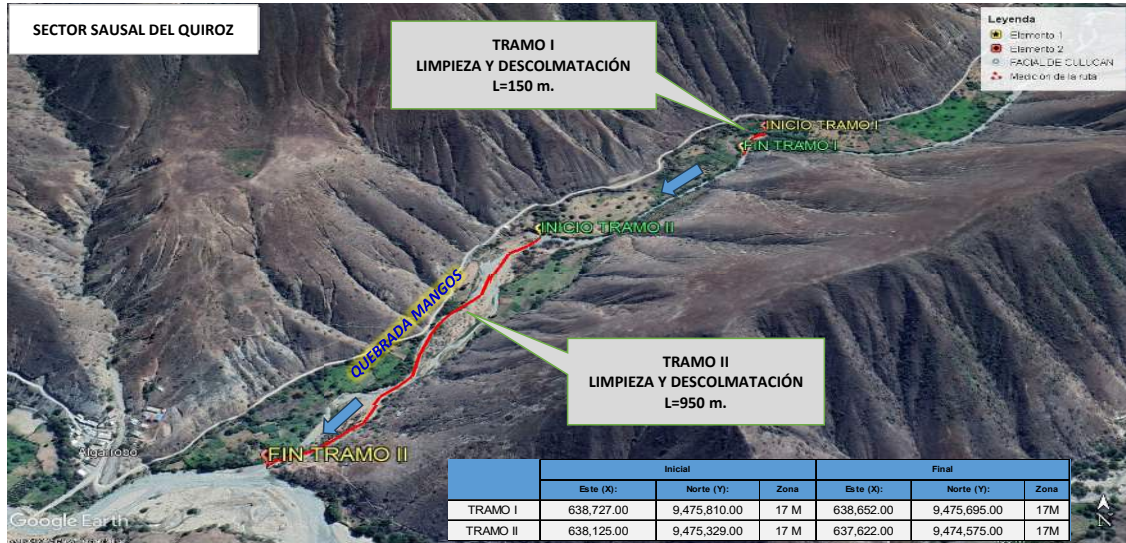 SECTOR SAUSAL DEL QUIROZ
TRAMO I
LIMPIEZA Y DESCOLMATACIÓN
L=150 m.
Leyenda
Elemento 1
Elemento 2
FACIAL DE CULUCAN
Medición de la ruta
INICIO TRAMO I
FIN TRAMO I
INICIO TRAMO II
QUEBRADA MANGOS
TRAMO II
LIMPIEZA Y DESCOLMATACIÓN
L=950 m.
FIN TRAMO II
Algarrobo
Inicial Final
Este (X): Norte (Y): Zona Este (X): Norte (Y): Zona
TRAMO I 638,727.00 9,475,810.00 17 M 638,652.00 9,475,695.00 17M
TRAMO II 638,125.00 9,475,329.00 17 M 637,622.00 9,474,575.00 17M
Google Earth
N